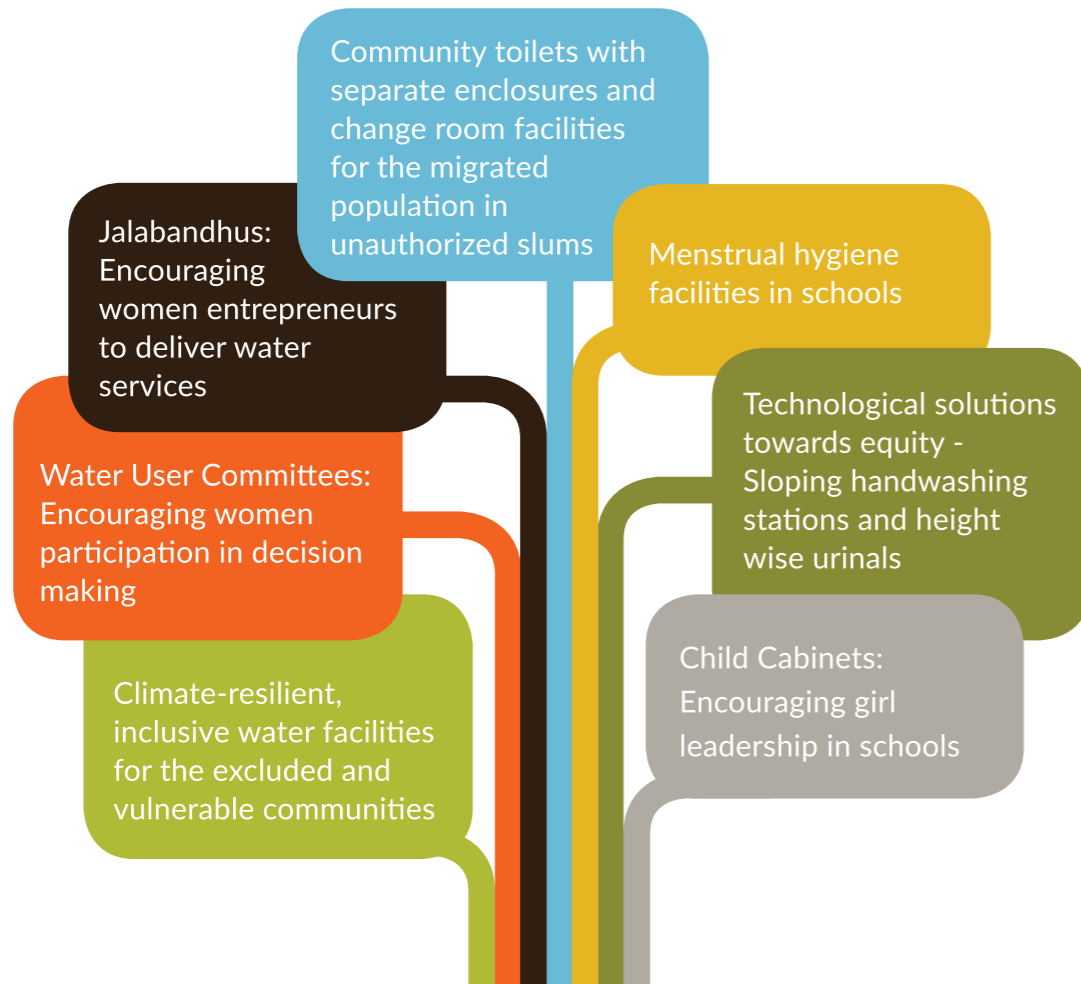 Community toilets with
separate enclosures and
change room facilities
for the migrated
population in
unauthorized slums
Jalabandhus:
Encouraging
women entrepreneurs
to deliver water
services
Menstrual hygiene
facilities in schools
Water User Committees:
Encouraging women
participation in decision
making
Technological solutions
towards equity -
Sloping handwashing
stations and height
wise urinals
Climate-resilient,
inclusive water facilities
for the excluded and
vulnerable communities
Child Cabinets:
Encouraging girl
leadership in schools